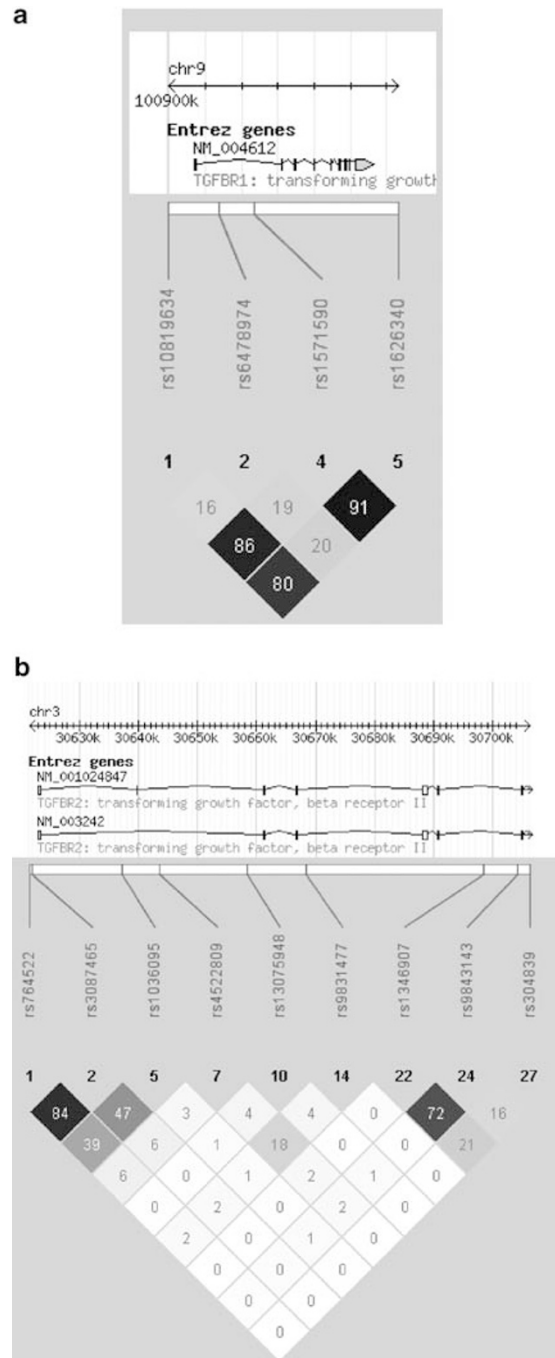 a
chr9
100900k
Entrez genes
NM_004612
TGFBR1: transforming growth
rs10819634
rs6478974
rs1571590
rs1626340
1 2 4 5
16 19 91
86 20
80
b
chr3
30630k 30640k 30650k 30660k 30670k 30680k 30690k 30700k
Entrez genes
NM_001024847
TGFBR2: transforming growth factor, beta receptor II
NM_003242
TGFBR2: transforming growth factor, beta receptor II
rs764522
rs3087465
rs1036095
rs4522809
rs13075948
rs9831477
rs1346907
rs9843143
rs304839
1 2 5 7 10 14 22 24 27
84 47 3 4 4 0 72 16
39 6 1 18 0 0 21
6 0 1 2 1 0
0 2 0 2 0
2 0 1 0
0 0 0
0 0
0